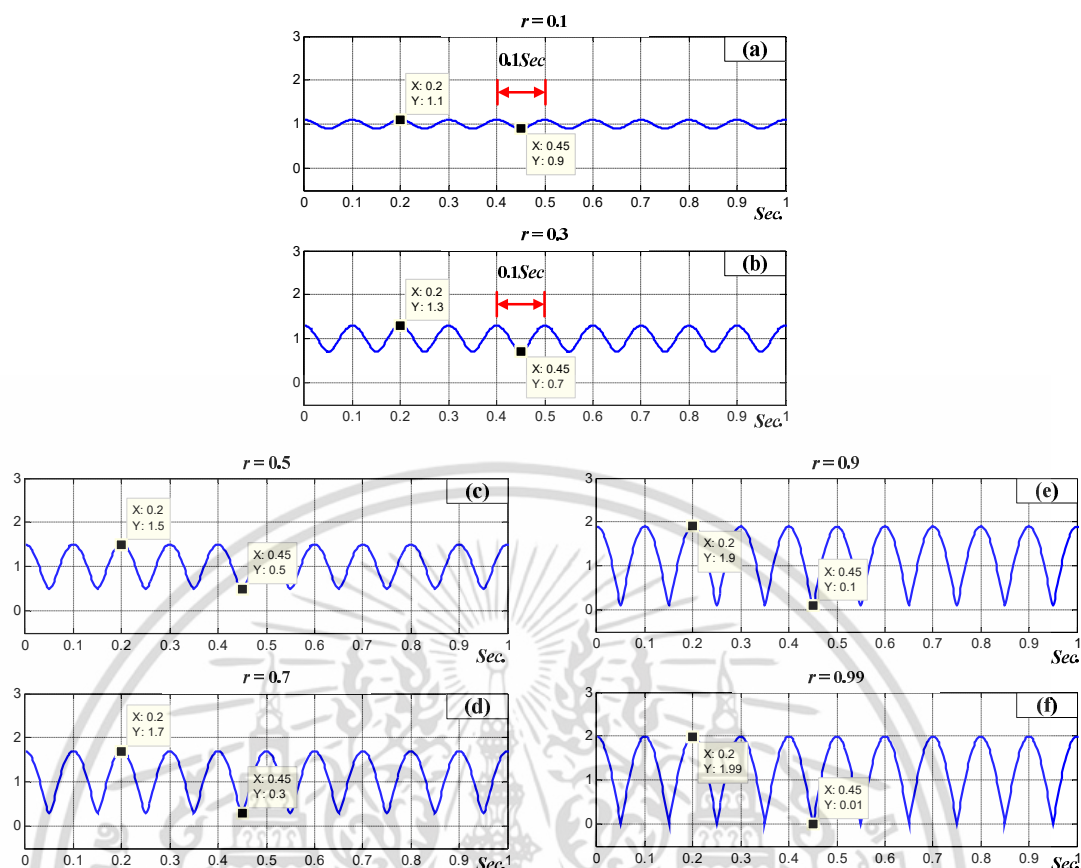 r = 0.1
(a)
0.1Sec
X: 0.2
Y: 1.1
X: 0.45
Y: 0.9
3
2
1
0
0 0.1 0.2 0.3 0.4 0.5 0.6 0.7 0.8 0.9 1
Sec.
r = 0.3
(b)
0.1Sec
X: 0.2
Y: 1.3
X: 0.45
Y: 0.7
3
2
1
0
0 0.1 0.2 0.3 0.4 0.5 0.6 0.7 0.8 0.9 1
Sec.
r = 0.5
(c)
X: 0.2
Y: 1.5
X: 0.45
Y: 0.5
3
2
1
0
0 0.1 0.2 0.3 0.4 0.5 0.6 0.7 0.8 0.9 1
Sec.
r = 0.7
(d)
X: 0.2
Y: 1.7
X: 0.45
Y: 0.3
3
2
1
0
0 0.1 0.2 0.3 0.4 0.5 0.6 0.7 0.8 0.9 1
Sec.
r = 0.9
(e)
X: 0.2
Y: 1.9
X: 0.45
Y: 0.1
3
2
1
0
0 0.1 0.2 0.3 0.4 0.5 0.6 0.7 0.8 0.9 1
Sec.
r = 0.99
(f)
X: 0.2
Y: 1.99
X: 0.45
Y: 0.01
3
2
1
0
0 0.1 0.2 0.3 0.4 0.5 0.6 0.7 0.8 0.9 1
Sec.